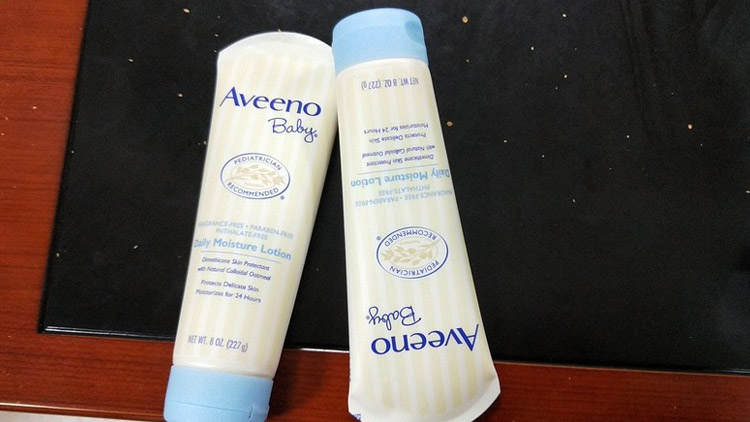 Aveeno
Baby®
PEDIATRICIAN
RECOMMENDED®
FRAGRANCE-FREE • PARABEN-FREE
PHTHALATE-FREE
Daily Moisture Lotion
Dimethicone Skin Protectant
with Natural Colloidal Oatmeal
Protects Delicate Skin
Moisturizes for 24 Hours
NET WT. 8 OZ. (227g)
Aveeno
Baby®
PEDIATRICIAN
RECOMMENDED®
FRAGRANCE-FREE • PARABEN-FREE
PHTHALATE-FREE
Daily Moisture Lotion
Dimethicone Skin Protectant
with Natural Colloidal Oatmeal
Protects Delicate Skin
Moisturizes for 24 Hours
NET WT. 8 OZ. (227g)